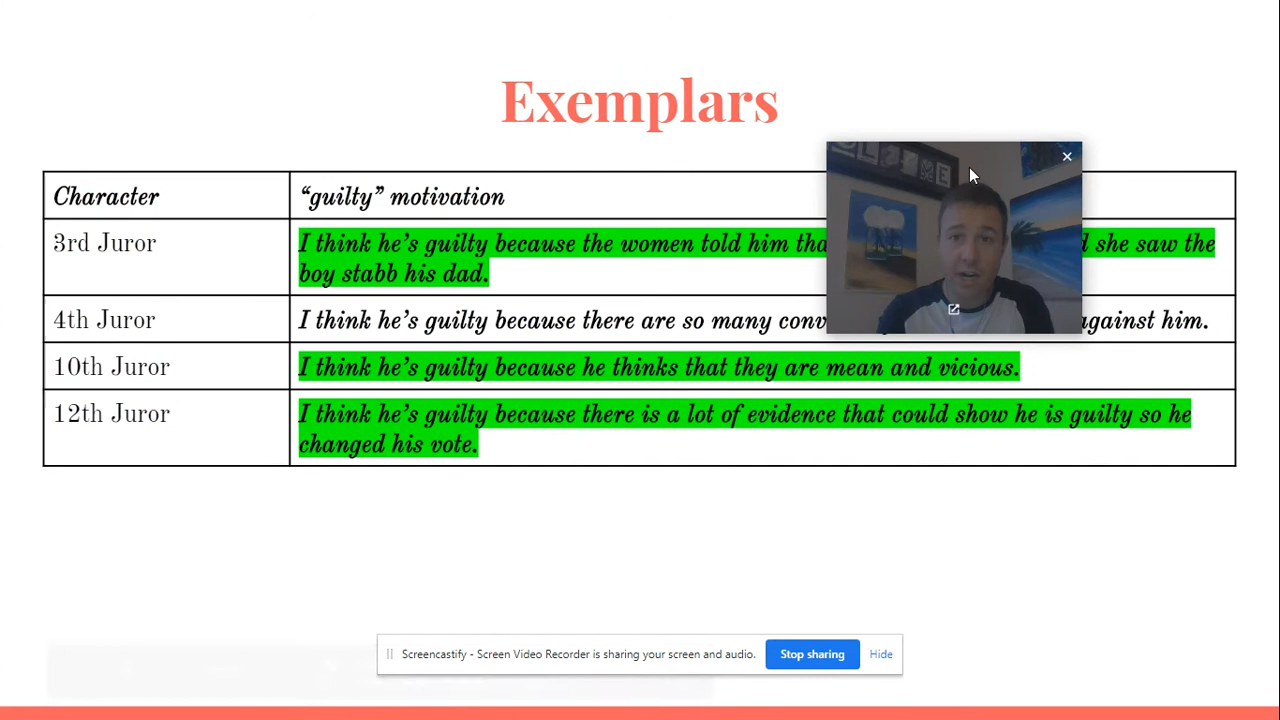 Exemplars
Character
“guilty” motivation
3rd Juror
I think he’s guilty because the women told him she saw the
boy stabb his dad.
4th Juror
I think he’s guilty because there are so many against him.
10th Juror
I think he’s guilty because he thinks that they are mean and vicious.
12th Juror
I think he’s guilty because there is a lot of evidence that could show he is guilty so he
changed his vote.
Screencastify - Screen Video Recorder is sharing your screen and audio.
Stop sharing
Hide